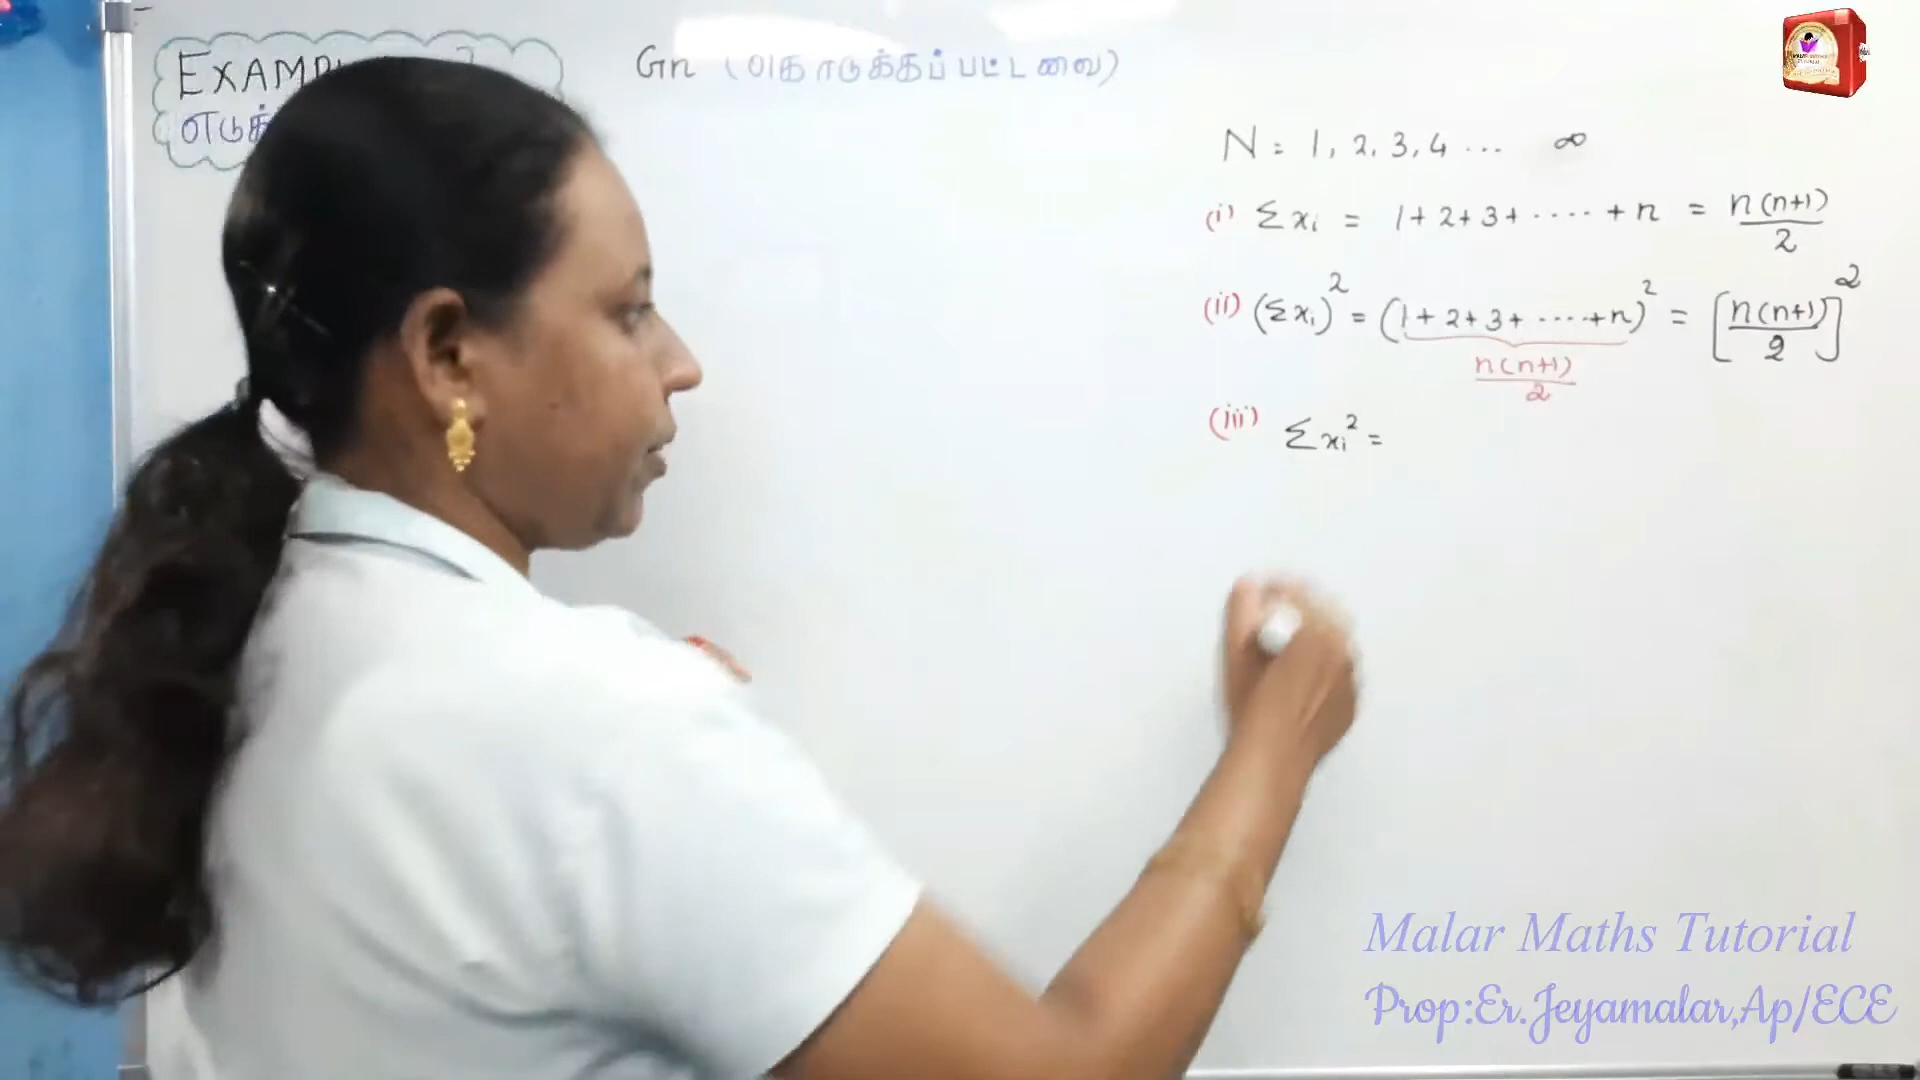 Gn (கொடுக்கப்பட்டவை)
N = 1, 2, 3, 4 ... ∞
(i) Σxi = 1+2+3+.....+n = n(n+1)/2
(ii) (Σxi)² = (1+2+3+.....+n)² = [n(n+1)/2]²
n(n+1)/2
(iii) Σxi² =
Malar Maths Tutorial
Prop:Er.Jeyamalar,Ap/ECE